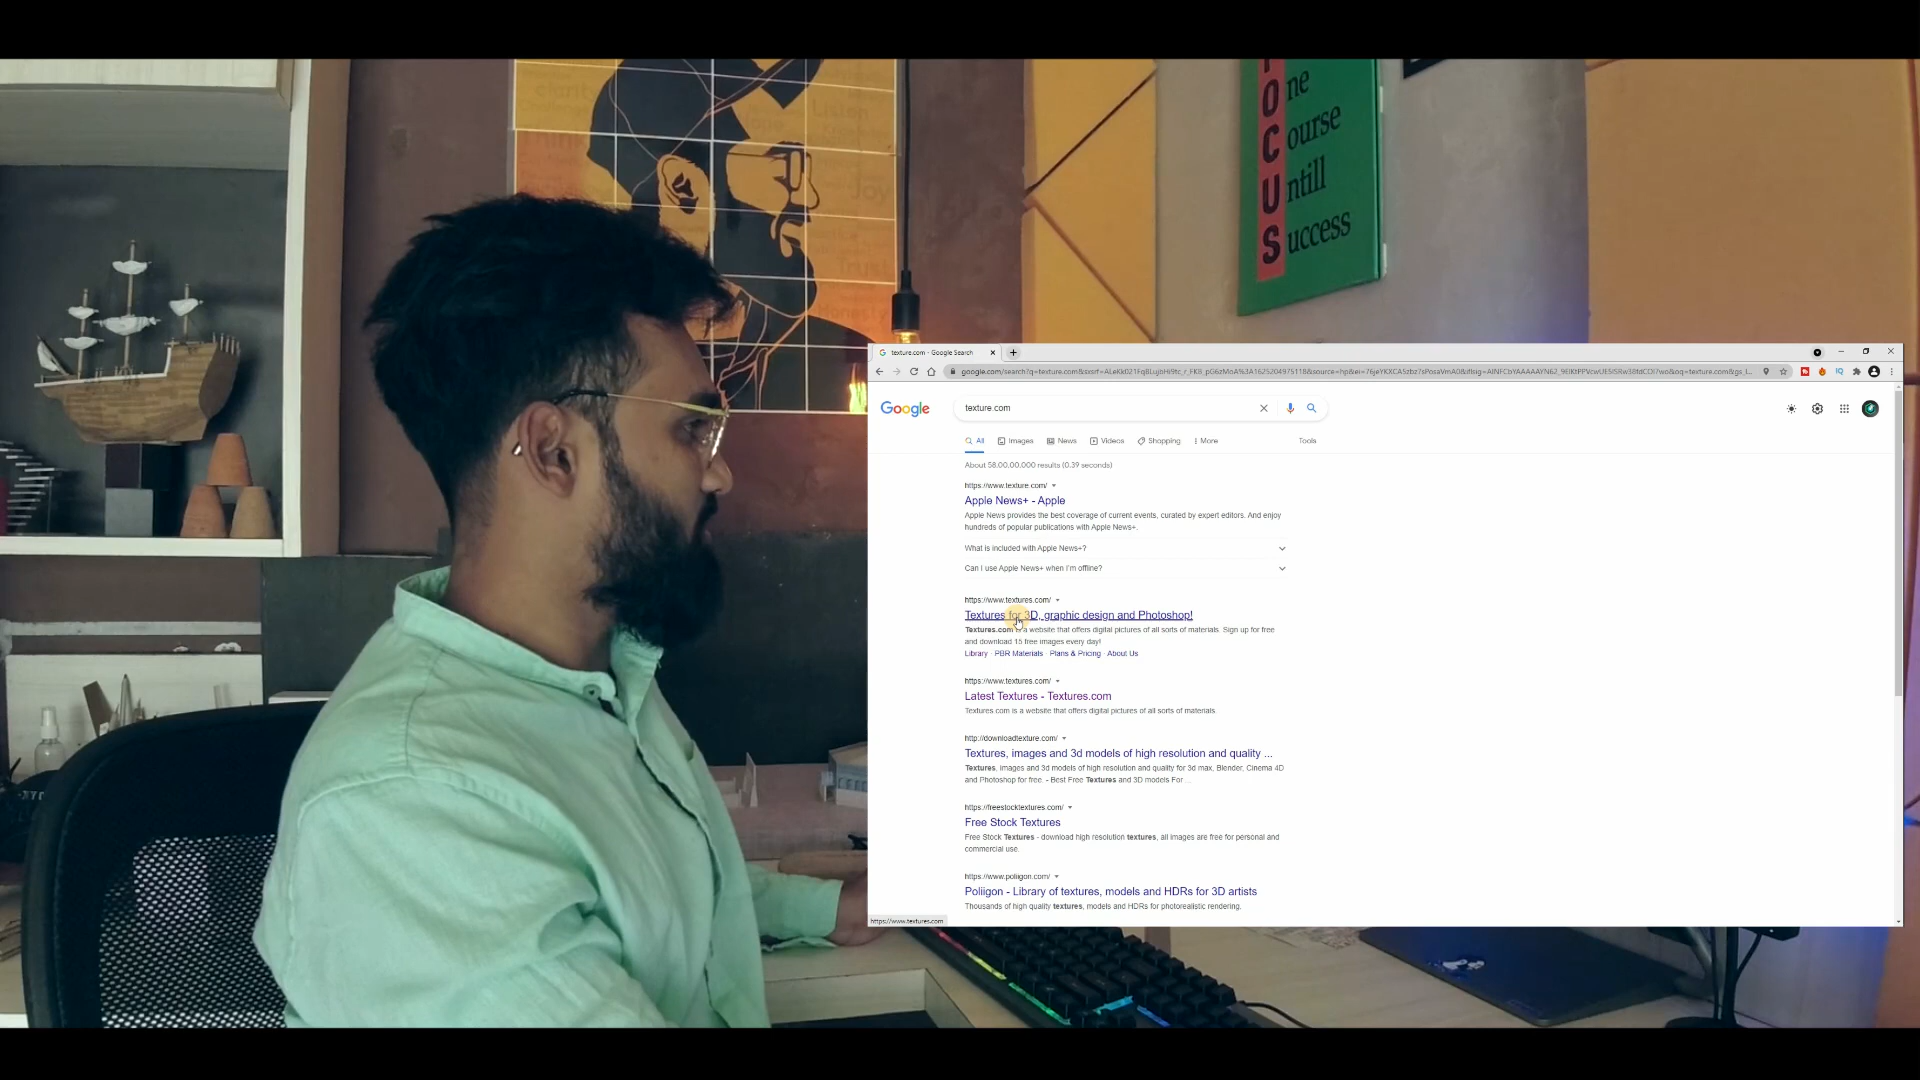 clarity
Listen
Joy
Trust
Honesty
FOCUS
One
Course
Untill
Success
texture.com - Google Search
Google
texture.com
All
Images
News
Videos
Shopping
More
Tools
About 58,00,00,000 results (0.39 seconds)
https://www.texture.com/
Apple News+ - Apple
Apple News provides the best coverage of current events, curated by expert editors. And enjoy
hundreds of popular publications with Apple News+.
What is included with Apple News+?
Can I use Apple News+ when I'm offline?
https://www.textures.com/
Textures for 3D, graphic design and Photoshop!
Textures.com is a website that offers digital pictures of all sorts of materials. Sign up for free
and download 15 free images every day!
Library · PBR Materials · Plans & Pricing · About Us
https://www.textures.com/
Latest Textures - Textures.com
Textures.com is a website that offers digital pictures of all sorts of materials.
http://downloadtexture.com/
Textures, images and 3d models of high resolution and quality ...
Textures, images and 3d models of high resolution and quality for 3d max, Blender, Cinema 4D
and Photoshop for free. - Best Free Textures and 3D models For ...
https://freestocktextures.com/
Free Stock Textures
Free Stock Textures - download high resolution textures, all images are free for personal and
commercial use.
https://www.poliigon.com/
Poliigon - Library of textures, models and HDRs for 3D artists
Thousands of high quality textures, models and HDRs for photorealistic rendering.
https://www.textures.com